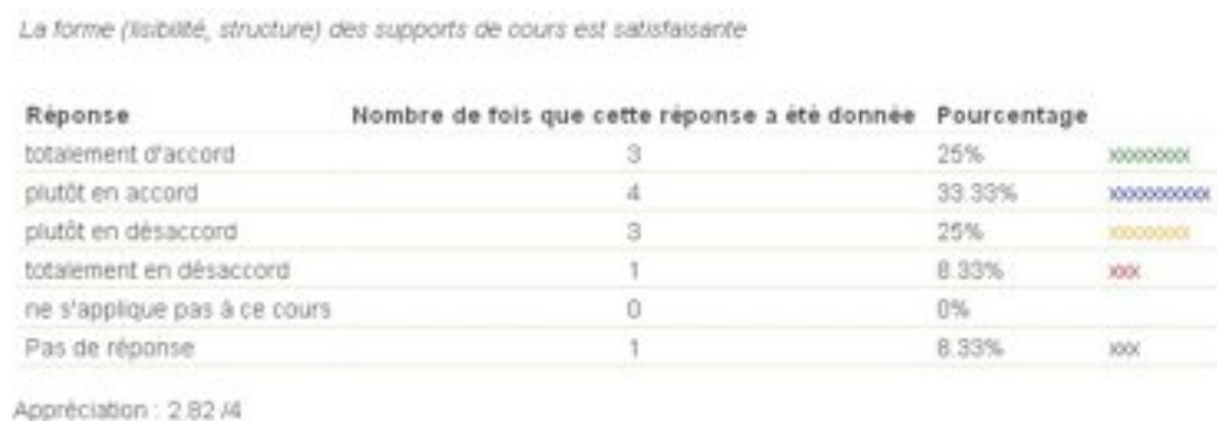 La forme (lisibilité, structure) des supports de cours est satisfaisante
Réponse Nombre de fois que cette réponse a été donnée Pourcentage
totalement d'accord 3 25% xxxxxxxx
plutôt en accord 4 33.33% xxxxxxxxxx
plutôt en désaccord 3 25% xxxxxxxx
totalement en désaccord 1 8.33% xxx
ne s'applique pas à ce cours 0 0%
Pas de réponse 1 8.33% xxx
Appréciation : 2.82 /4